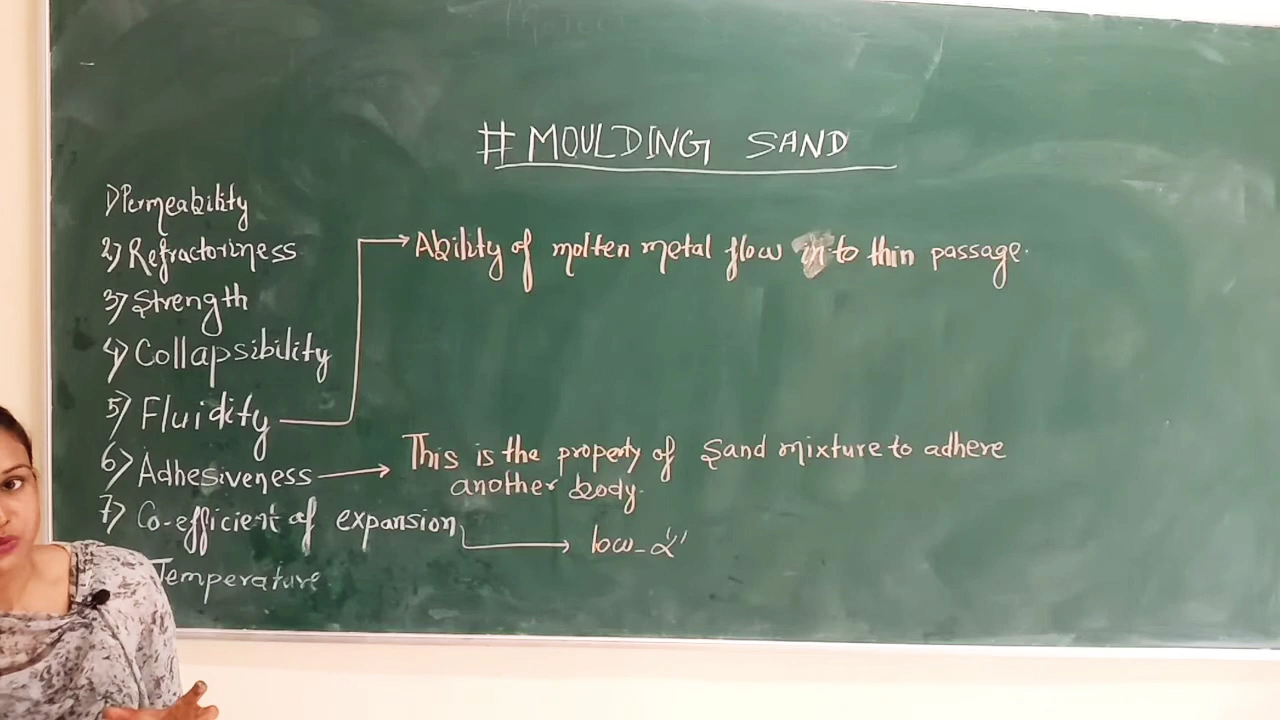 # MOULDING SAND
1) Permeability
2) Refractoriness
3) Strength
4) Collapsibility
5) Fluidity
Ability of molten metal flow in to thin passage.
6) Adhesiveness
This is the property of Sand mixture to adhere
another body.
7) Co-efficient of expansion
low-α''
Temperature